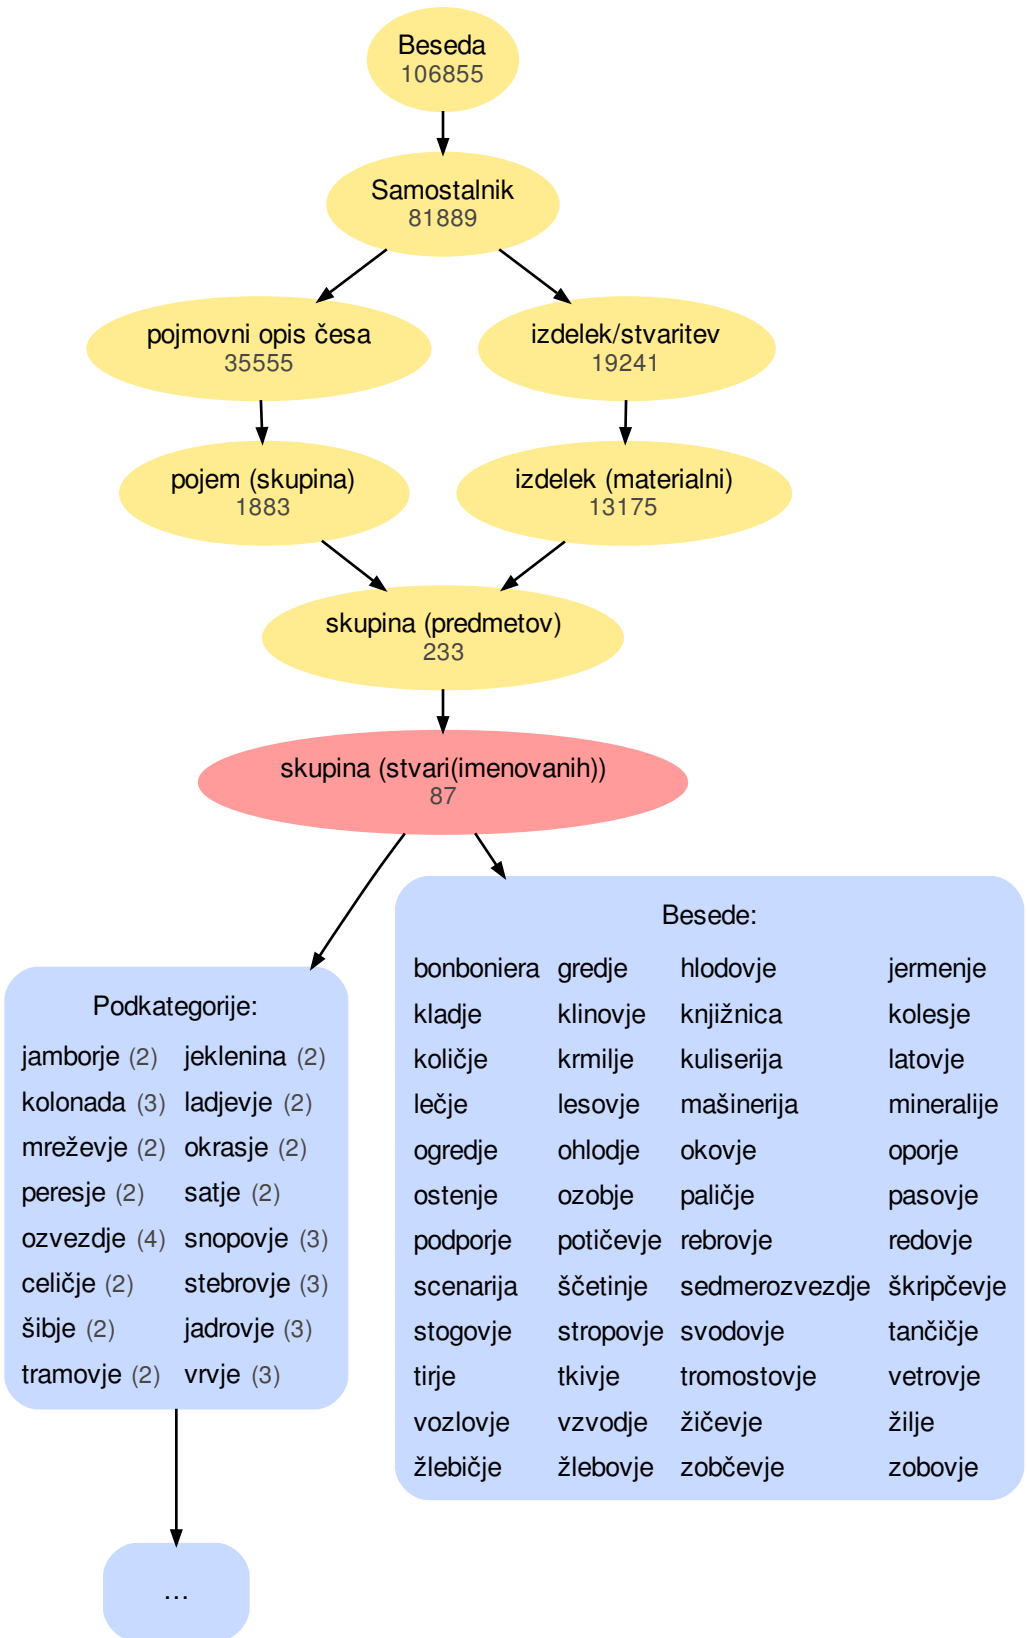 Beseda
106855
Samostalnik
81889
pojmovni opis česa
35555
izdelek/stvaritev
19241
pojem (skupina)
1883
izdelek (materialni)
13175
skupina (predmetov)
233
skupina (stvari(imenovanih))
87
Podkategorije:
jamborje (2) jeklenina (2)
kolonada (3) ladjevje (2)
mreževje (2) okrasje (2)
peresje (2) satje (2)
ozvezdje (4) snopovje (3)
celičje (2) stebrovje (3)
šibje (2) jadrovje (3)
tramovje (2) vrvje (3)
...
Besede:
bonboniera gredje hlodovje jermenje
kladje klinovje knjižnica kolesje
količje krmilje kuliserija latovje
lečje lesovje mašinerija mineralije
ogredje ohlodje okovje oporje
ostenje ozobje paličje pasovje
podporje potičevje rebrovje redovje
scenarija ščetinje sedmerozvezdje škripčevje
stogovje stropovje svodovje tančičje
tirje tkivje tromostovje vetrovje
vozlovje vzvodje žičevje žilje
žlebičje žlebovje zobčevje zobovje